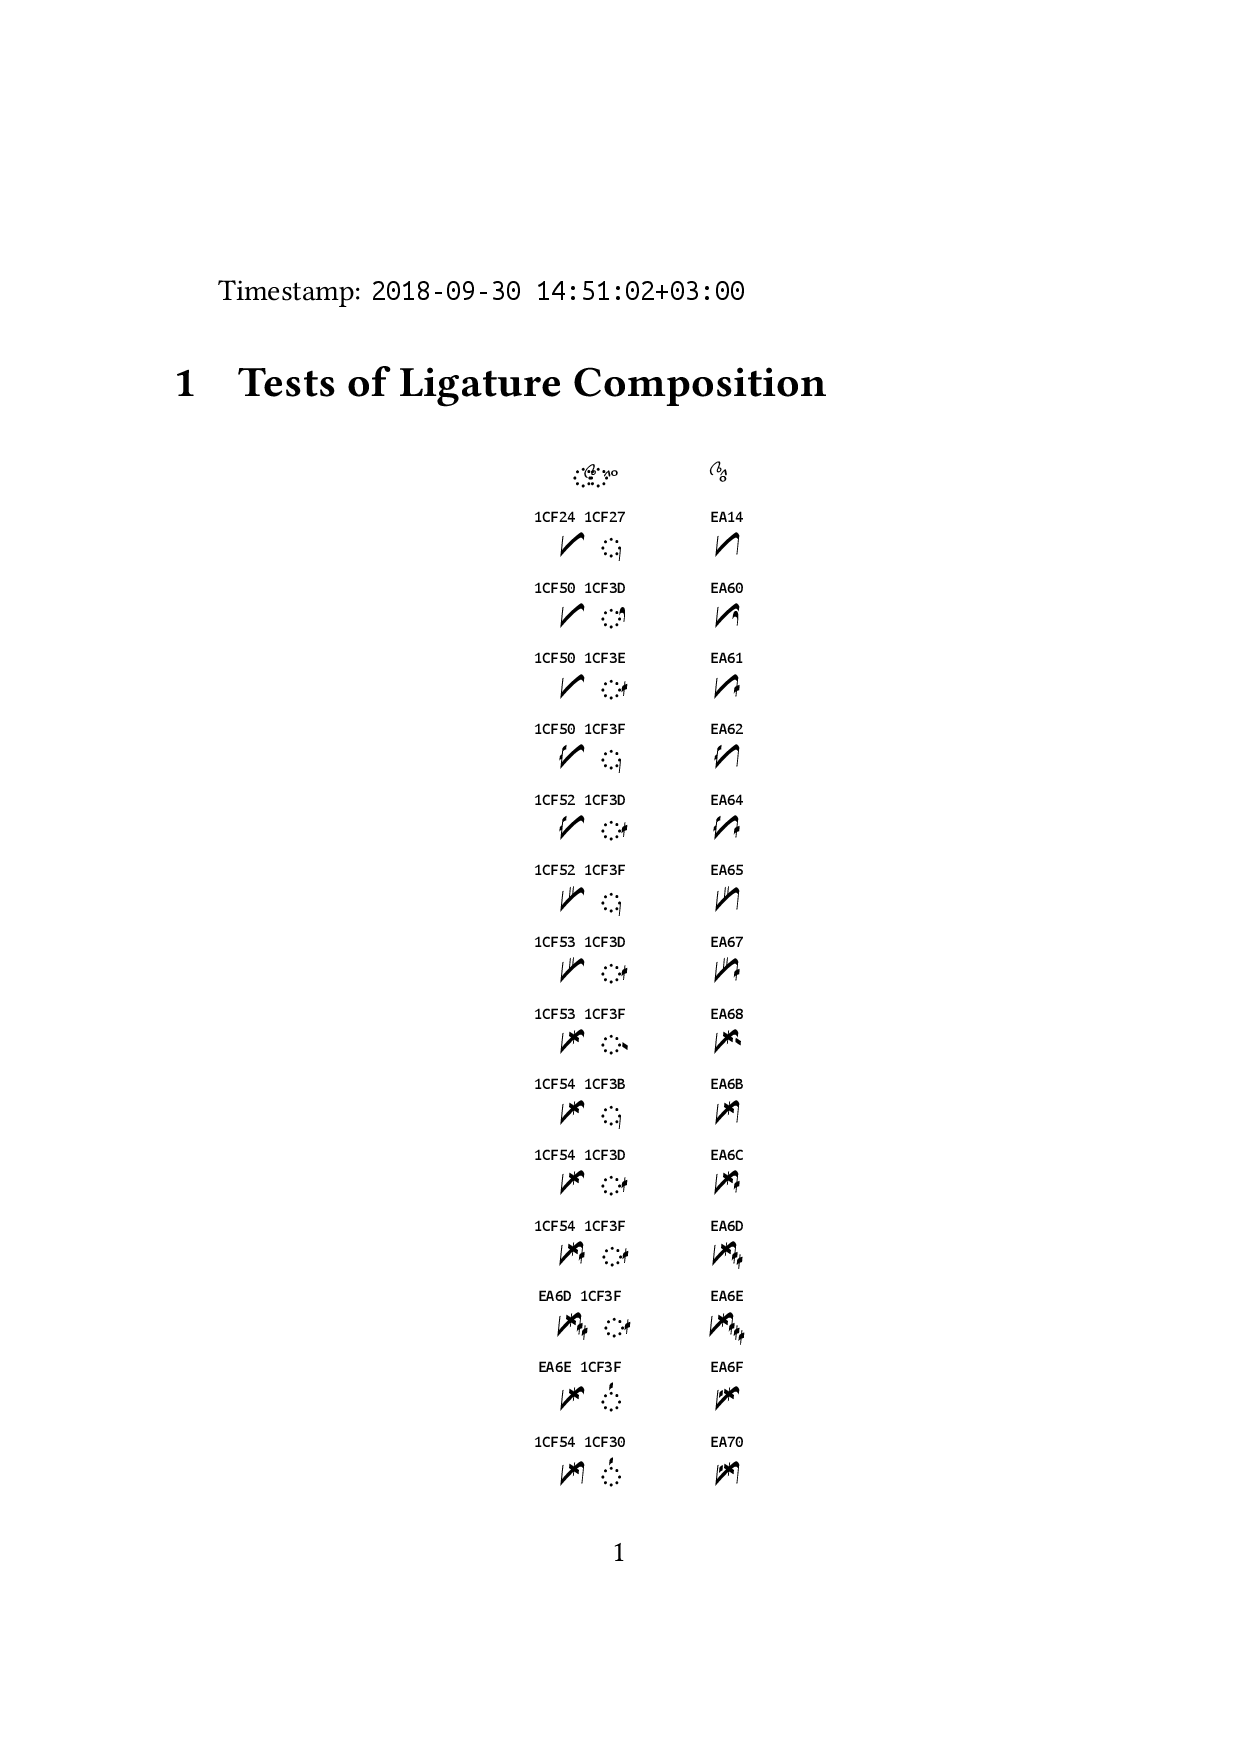 Timestamp: 2018-09-30 14:51:02+03:00
1 Tests of Ligature Composition
1CF24 1CF27 EA14
1CF50 1CF3D EA60
1CF50 1CF3E EA61
1CF50 1CF3F EA62
1CF52 1CF3D EA64
1CF52 1CF3F EA65
1CF53 1CF3D EA67
1CF53 1CF3F EA68
1CF54 1CF3B EA6B
1CF54 1CF3D EA6C
1CF54 1CF3F EA6D
EA6D 1CF3F EA6E
EA6E 1CF3F EA6F
1CF54 1CF30 EA70
1